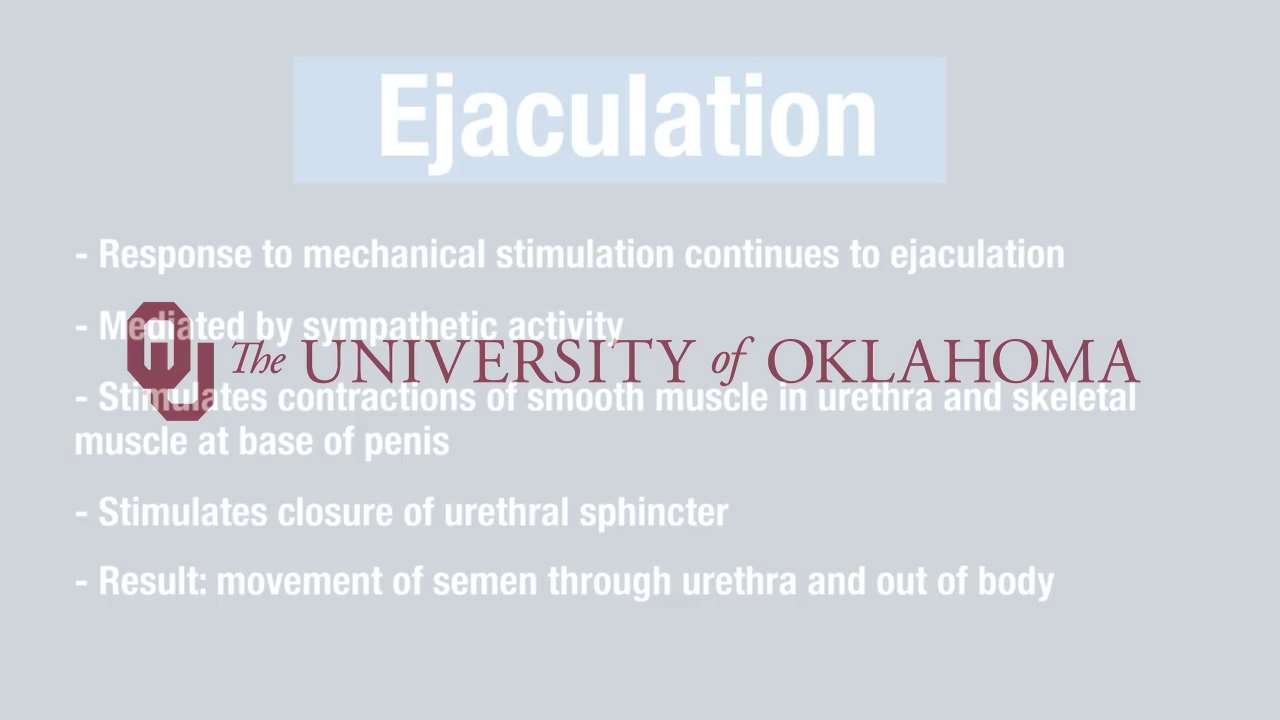 Ejaculation
- Response to mechanical stimulation continues to ejaculation
- Mediated by sympathetic activity
OU The UNIVERSITY of OKLAHOMA
- Stimulates contractions of smooth muscle in urethra and skeletal
muscle at base of penis
- Stimulates closure of urethral sphincter
- Result: movement of semen through urethra and out of body